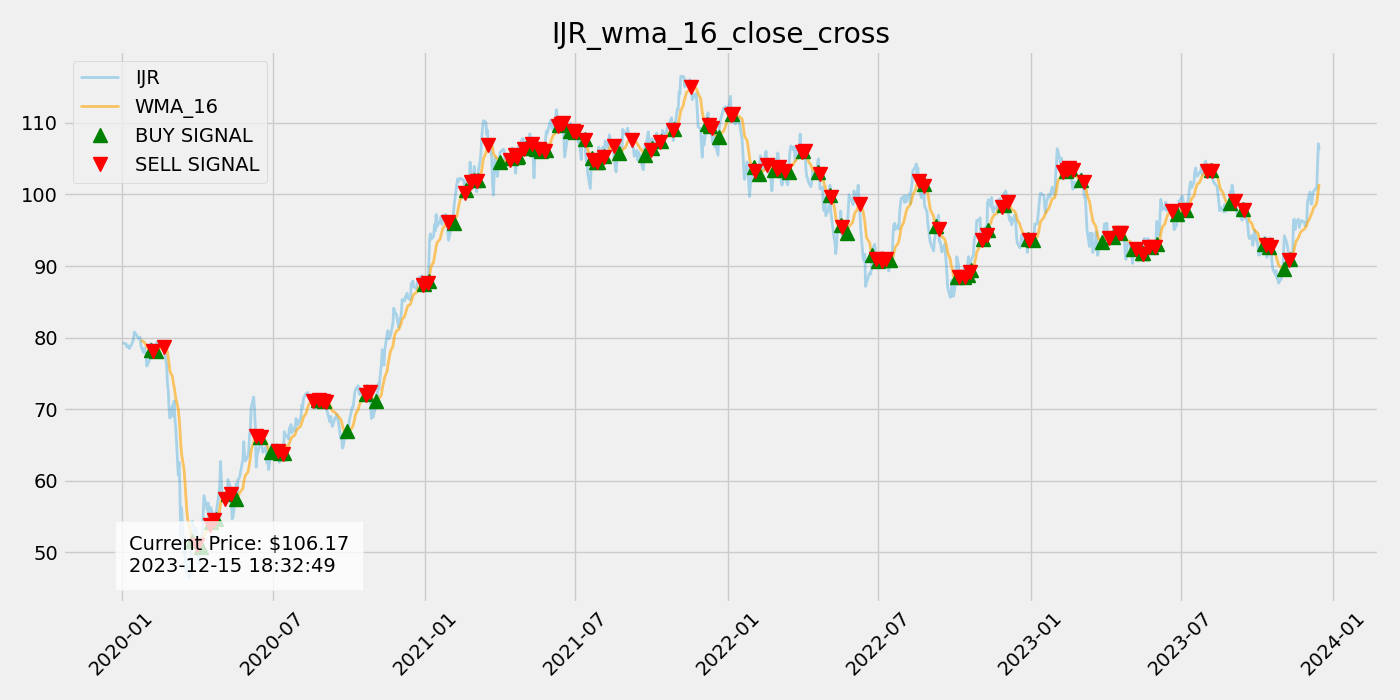 IJR_wma_16_close_cross
IJR
WMA_16
BUY SIGNAL
SELL SIGNAL
110
100
90
80
70
60
50
Current Price: $106.17
2023-12-15 18:32:49
2020-01
2020-07
2021-01
2021-07
2022-01
2022-07
2023-01
2023-07
2024-01